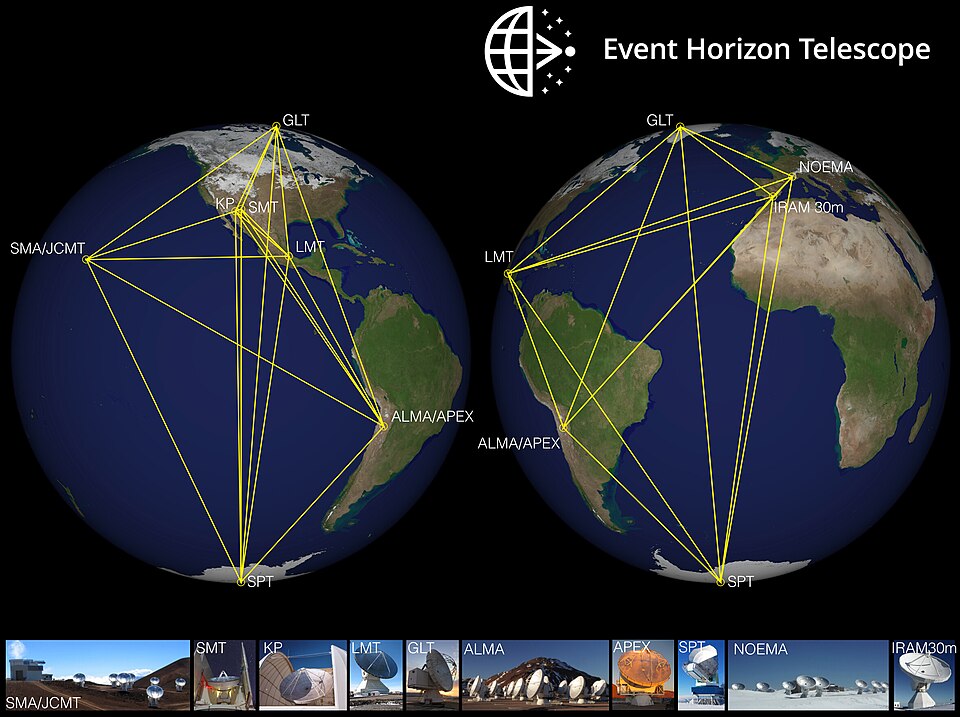 Event Horizon Telescope
GLT
KP
SMT
SMA/JCMT
LMT
ALMA/APEX
SPT
GLT
NOEMA
IRAM 30m
LMT
ALMA/APEX
SPT
SMA/JCMT
SMT
KP
LMT
GLT
ALMA
APEX
SPT
NOEMA
IRAM30m